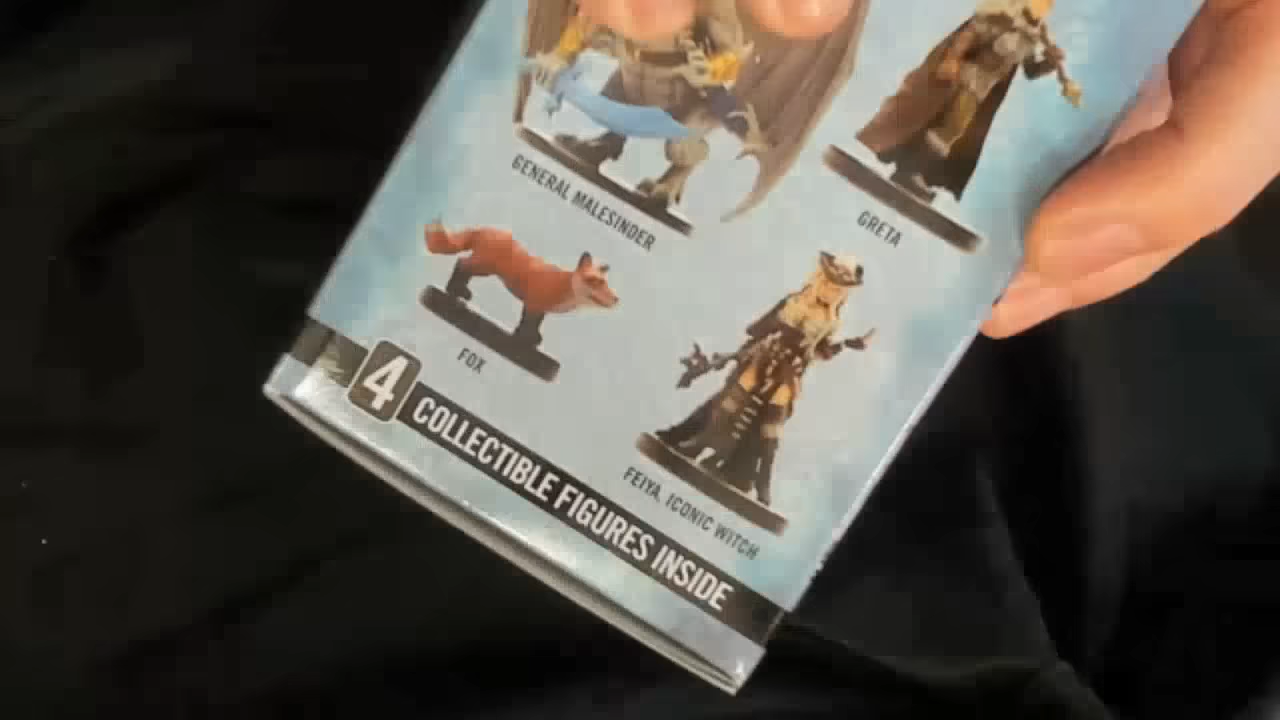 GENERAL MALESINDER
GRETA
FOX
FEIYA, ICONIC WITCH
4 COLLECTIBLE FIGURES INSIDE